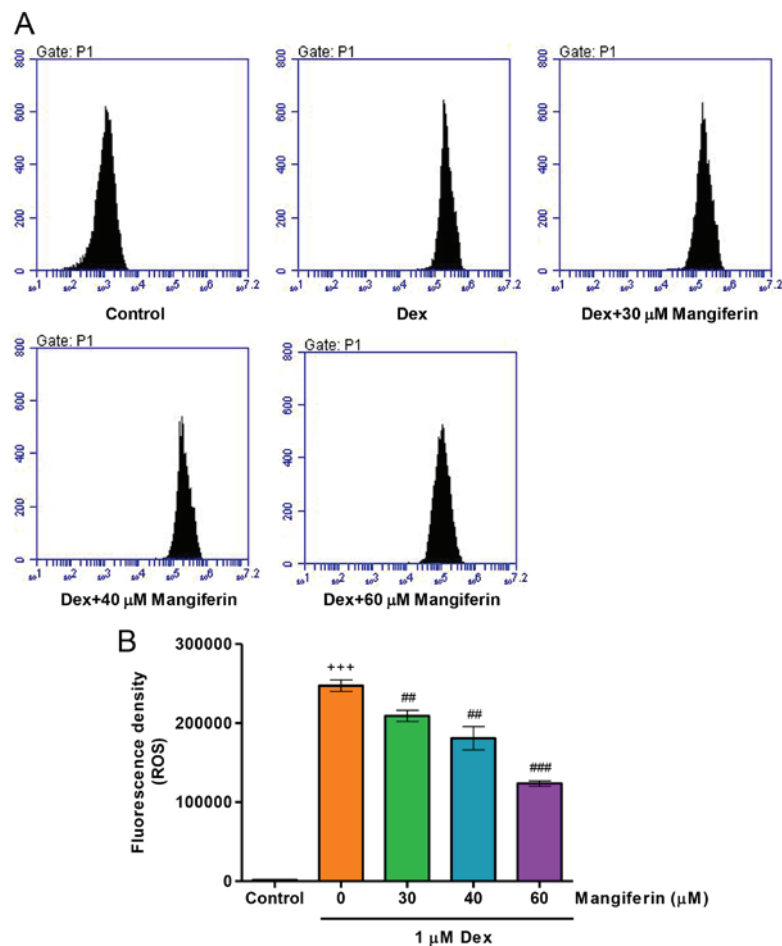 A
Gate: P1
Gate: P1
Gate: P1
800
600
400
200
0
800
600
400
200
0
800
600
400
200
0
Control
Dex
Dex+30 μM Mangiferin
Gate: P1
Gate: P1
800
600
400
200
0
800
600
400
200
0
Dex+40 μM Mangiferin
Dex+60 μM Mangiferin
B
Fluorescence density
(ROS)
300000
200000
100000
0
+++
##
##
###
Control
0
30
40
60
Mangiferin (μM)
1 μM Dex